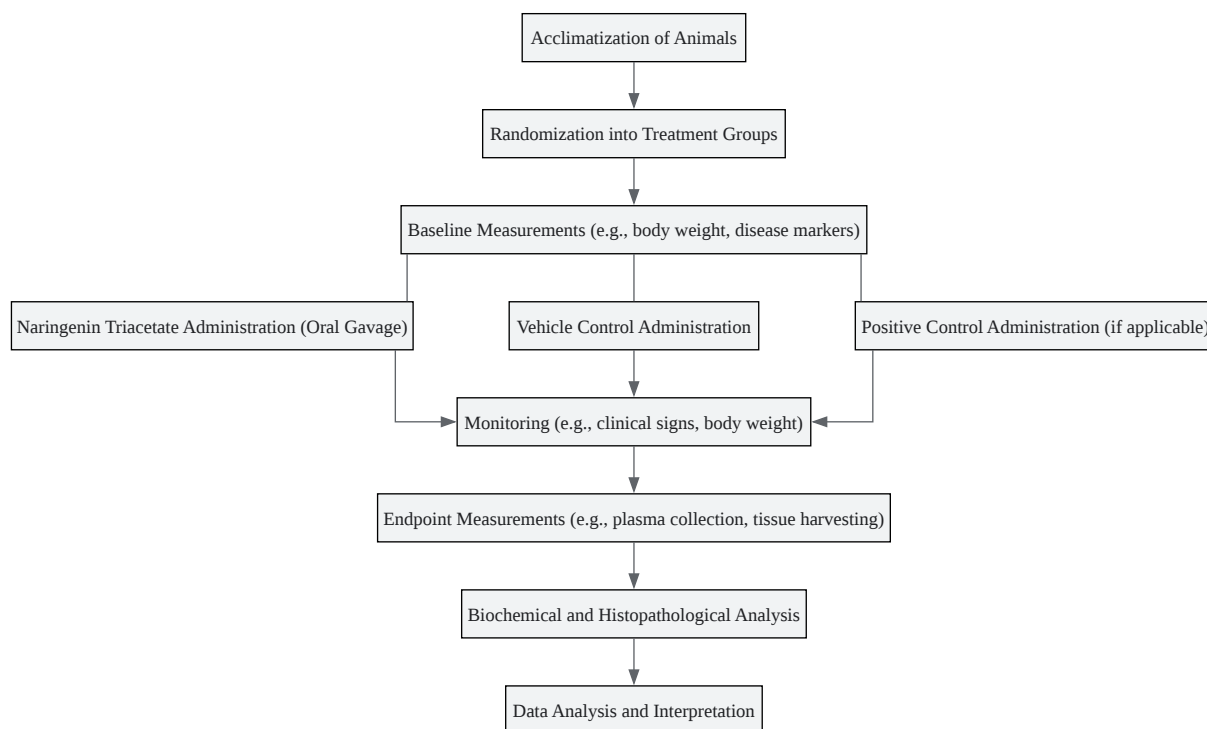 Acclimatization of Animals
Randomization into Treatment Groups
Baseline Measurements (e.g., body weight, disease markers)
Naringenin Triacetate Administration (Oral Gavage)
Vehicle Control Administration
Positive Control Administration (if applicable)
Monitoring (e.g., clinical signs, body weight)
Endpoint Measurements (e.g., plasma collection, tissue harvesting)
Biochemical and Histopathological Analysis
Data Analysis and Interpretation